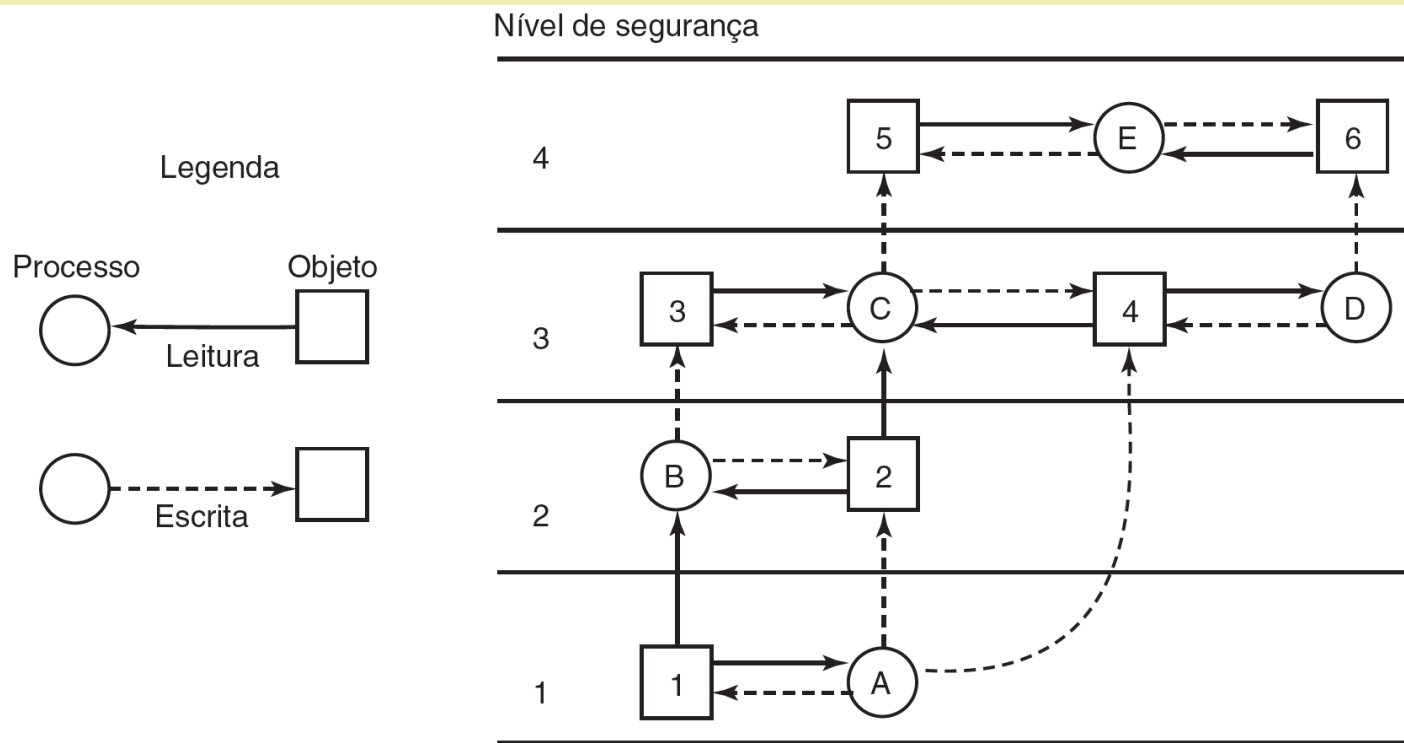 Nível de segurança
Legenda
Processo
Objeto
Leitura
Escrita
4
5
E
6
3
3
C
4
D
2
B
2
1
1
A